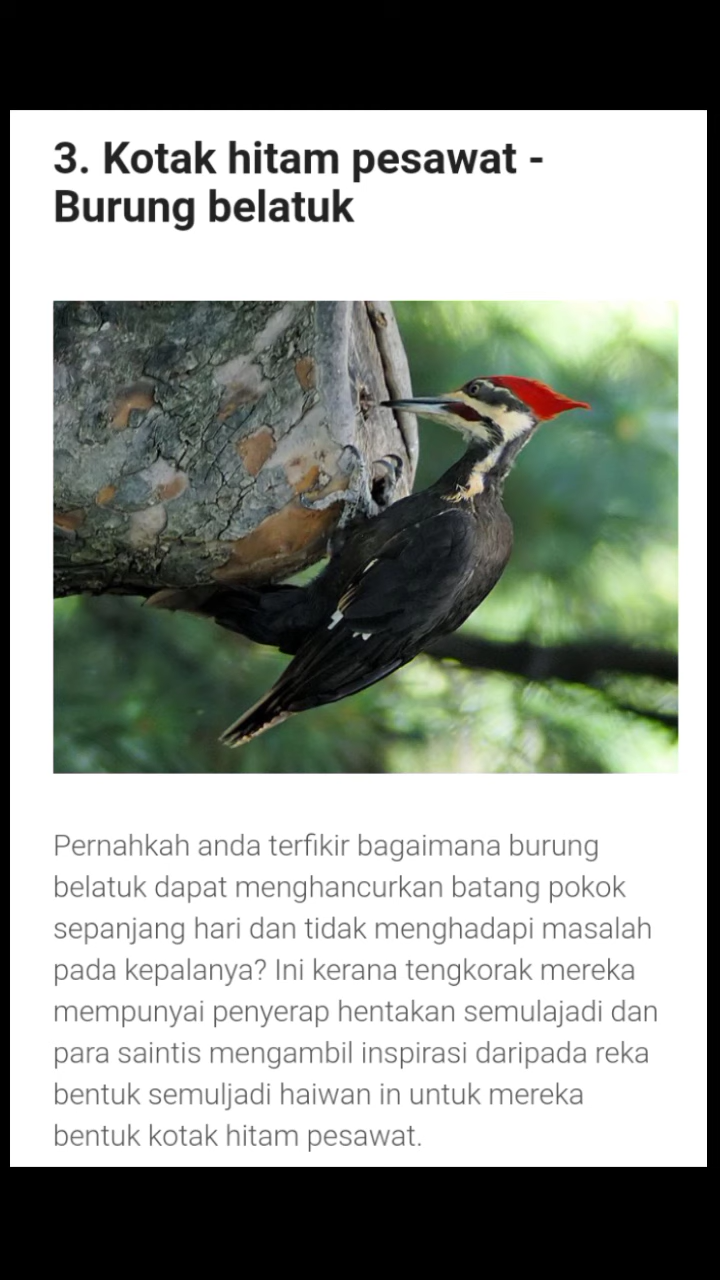 3. Kotak hitam pesawat -
Burung belatuk
Pernahkah anda terfikir bagaimana burung
belatuk dapat menghancurkan batang pokok
sepanjang hari dan tidak menghadapi masalah
pada kepalanya? Ini kerana tengkorak mereka
mempunyai penyerap hentakan semulajadi dan
para saintis mengambil inspirasi daripada reka
bentuk semuljadi haiwan in untuk mereka
bentuk kotak hitam pesawat.